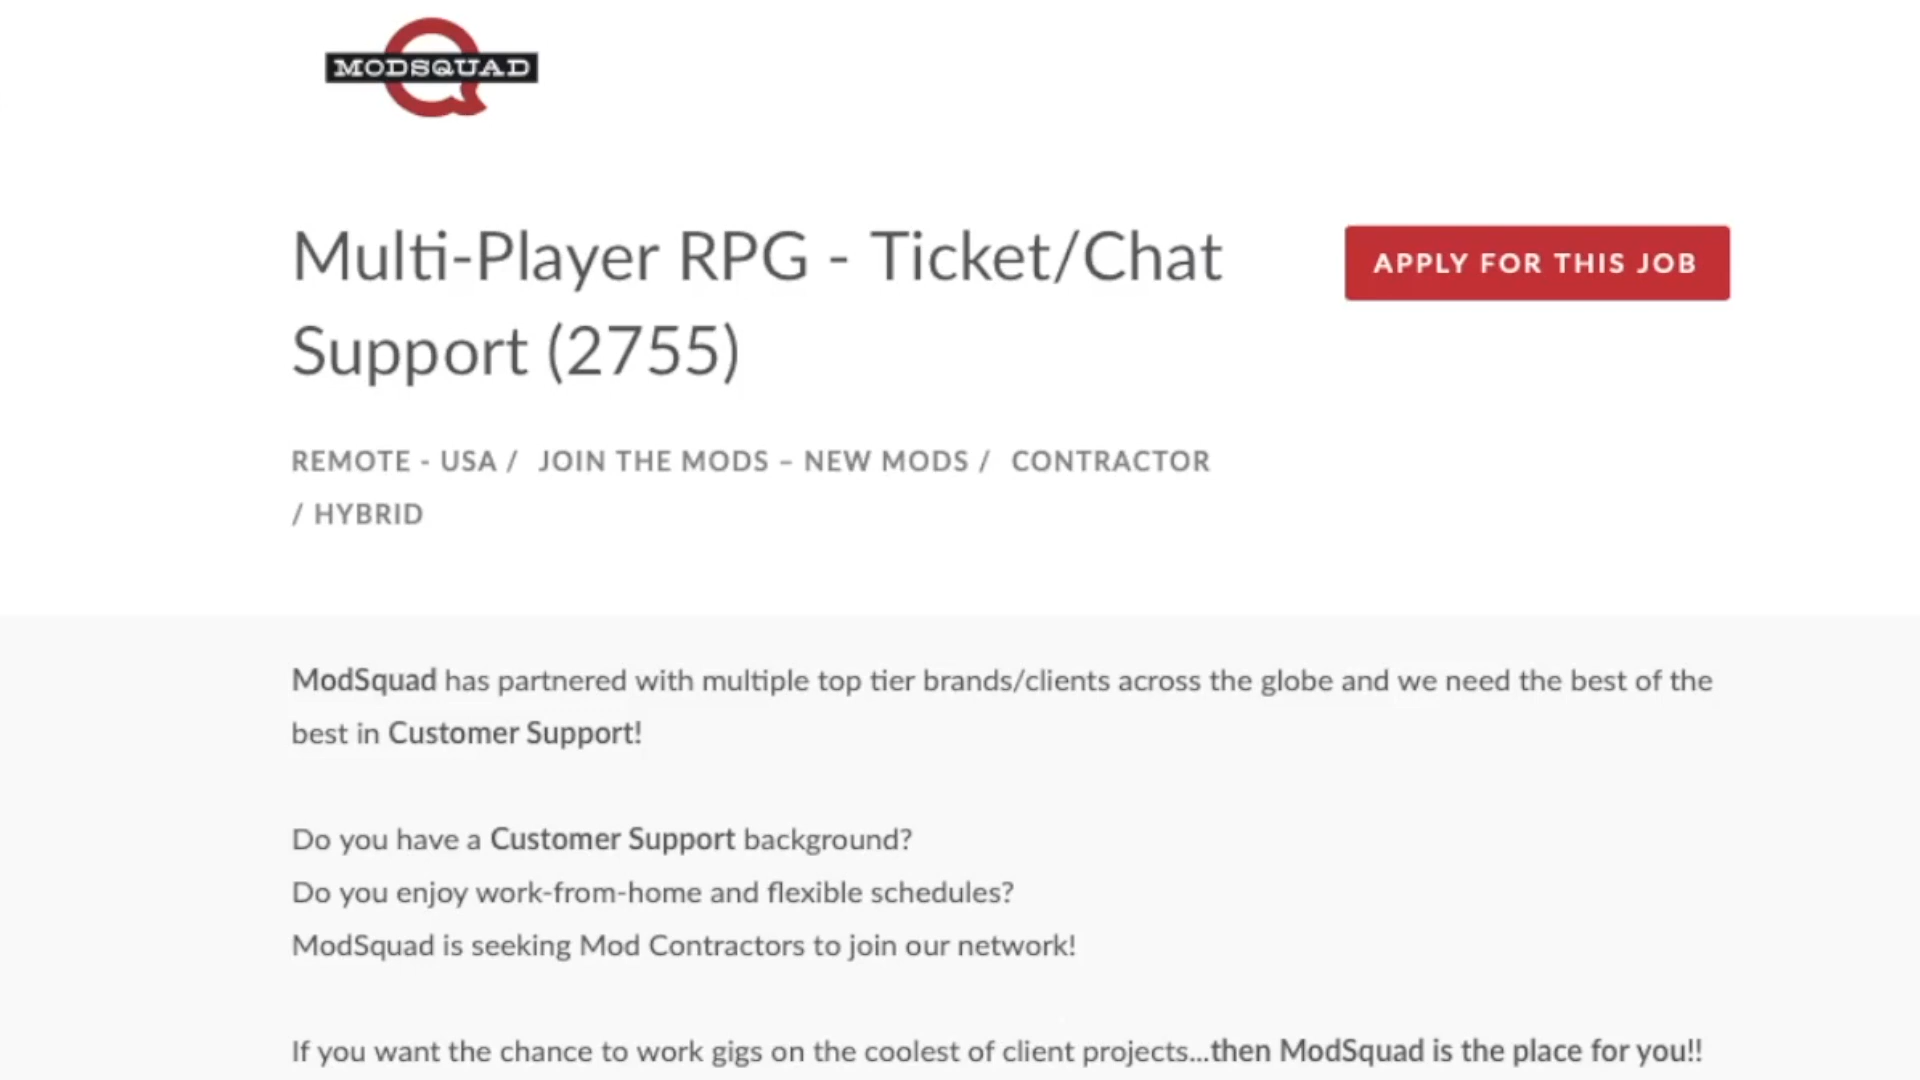 MODSQUAD
Multi-Player RPG - Ticket/Chat
Support (2755)
APPLY FOR THIS JOB
REMOTE - USA / JOIN THE MODS – NEW MODS / CONTRACTOR
/ HYBRID
ModSquad has partnered with multiple top tier brands/clients across the globe and we need the best of the
best in Customer Support!
Do you have a Customer Support background?
Do you enjoy work-from-home and flexible schedules?
ModSquad is seeking Mod Contractors to join our network!
If you want the chance to work gigs on the coolest of client projects...then ModSquad is the place for you!!